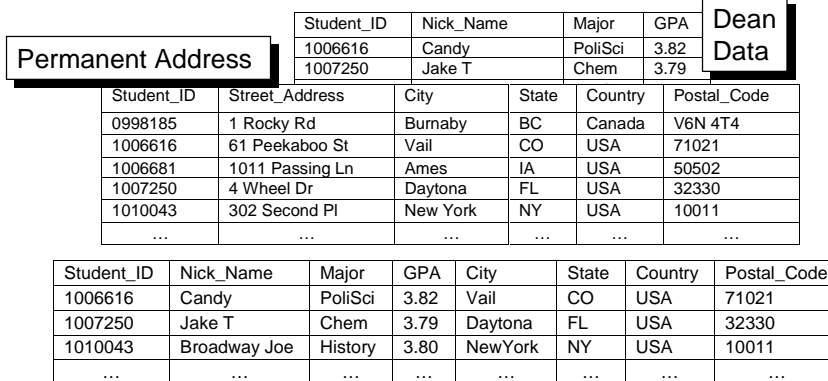 Dean
Data
Student_ID Nick_Name Major GPA
1006616 Candy PoliSci 3.82
1007250 Jake T Chem 3.79
Permanent Address
Student_ID Street_Address City State Country Postal_Code
0998185 1 Rocky Rd Burnaby BC Canada V6N 4T4
1006616 61 Peekaboo St Vail CO USA 71021
1006681 1011 Passing Ln Ames IA USA 50502
1007250 4 Wheel Dr Daytona FL USA 32330
1010043 302 Second Pl New York NY USA 10011
… … … … … …
Student_ID Nick_Name Major GPA City State Country Postal_Code
1006616 Candy PoliSci 3.82 Vail CO USA 71021
1007250 Jake T Chem 3.79 Daytona FL USA 32330
1010043 Broadway Joe History 3.80 NewYork NY USA 10011
… … … … … … … …